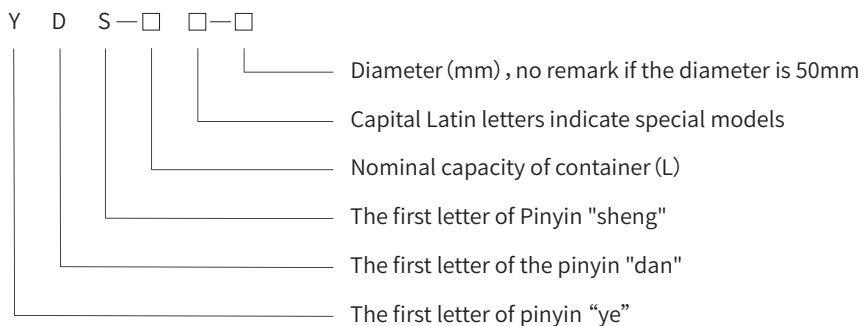 Y D S—□ □—□
Diameter (mm), no remark if the diameter is 50mm
Capital Latin letters indicate special models
Nominal capacity of container (L)
The first letter of Pinyin "sheng"
The first letter of the pinyin "dan"
The first letter of pinyin “ye”